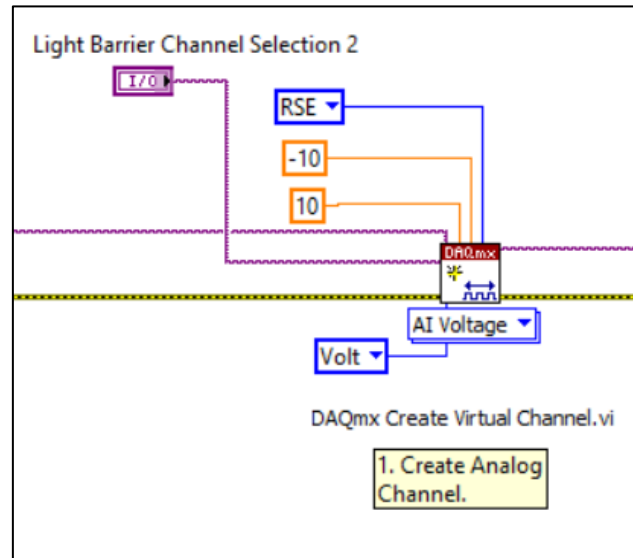 Light Barrier Channel Selection 2
I/O
RSE
-10
10
DAQmx
AI Voltage
Volt
DAQmx Create Virtual Channel.vi
1. Create Analog
Channel.